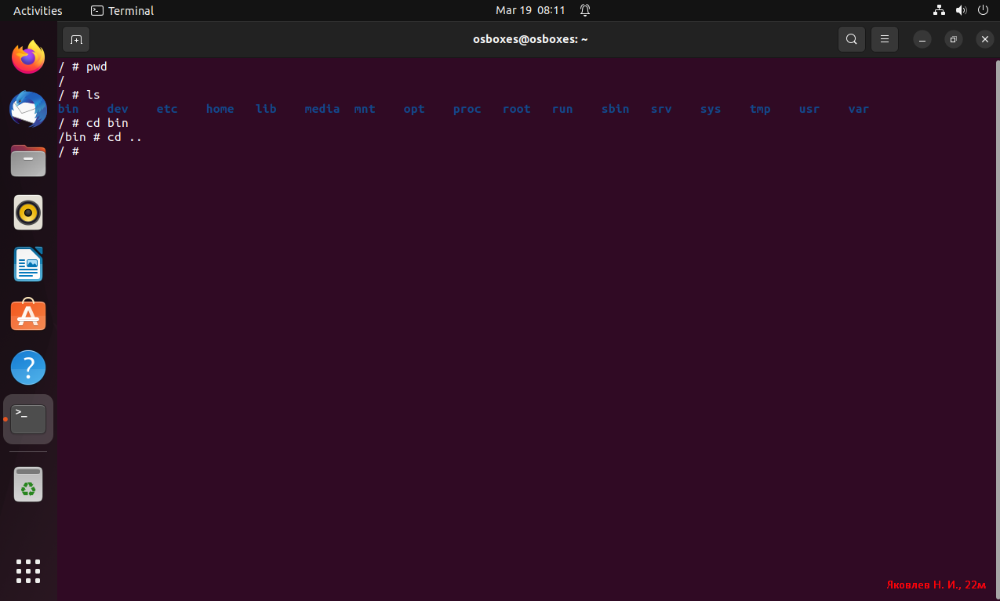 Activities Terminal Mar 19 08:11
osboxes@osboxes: ~
/ # pwd
/
/ # ls
bin dev etc home lib media mnt opt proc root run sbin srv sys tmp usr var
/ # cd bin
/bin # cd ..
/ #
Яковлев Н. И., 22м